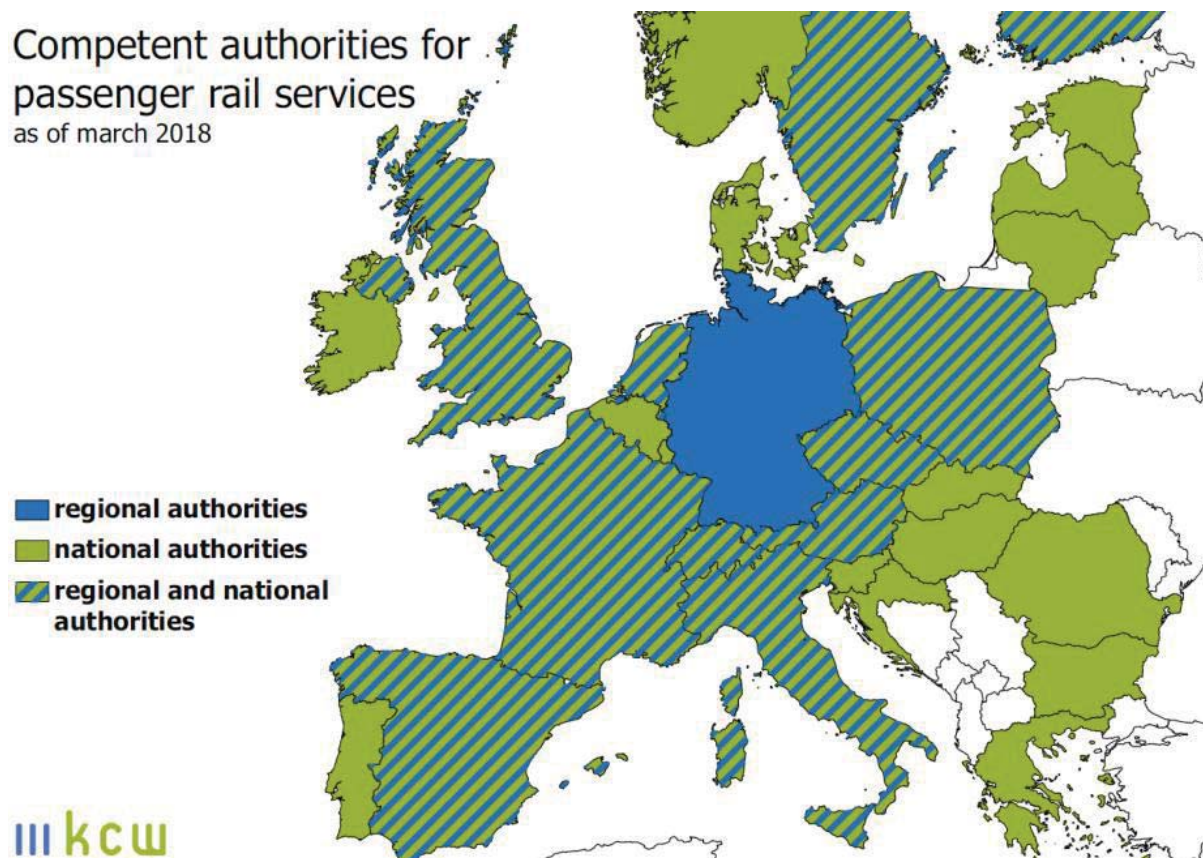 Competent authorities for
passenger rail services
as of march 2018
regional authorities
national authorities
regional and national
authorities
kcw